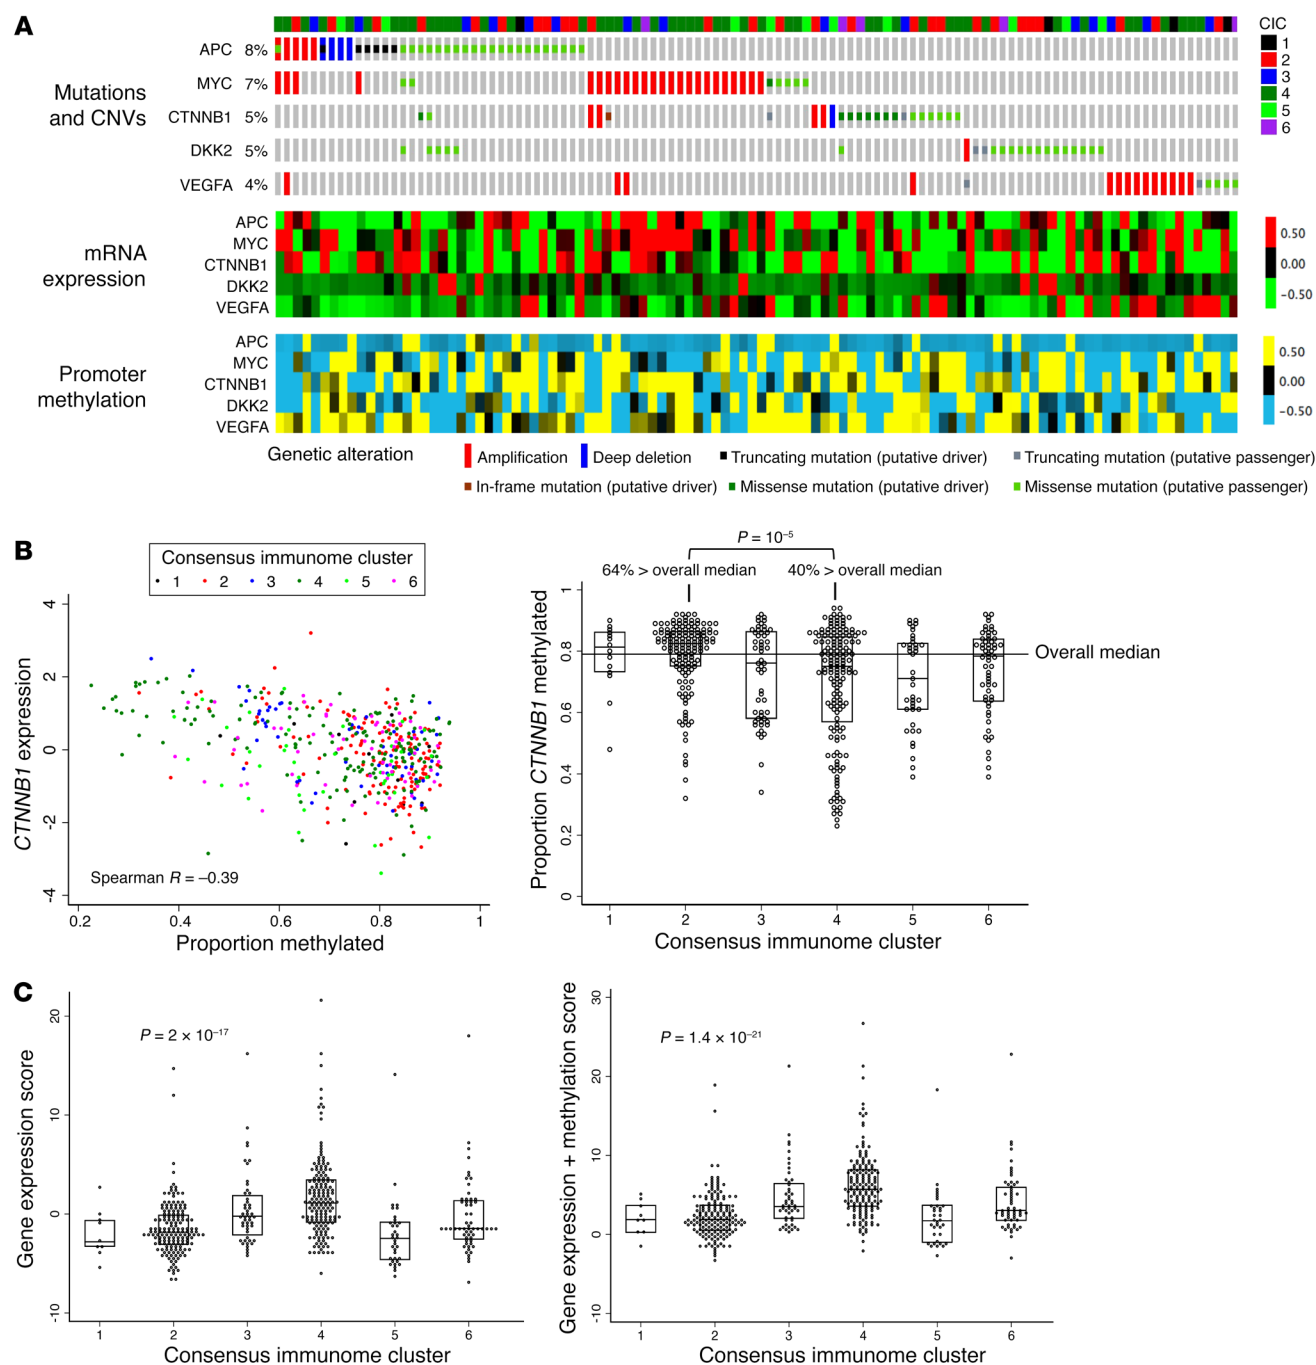 A
CIC
1
2
3
4
5
6
Mutations
and CNVs
APC 8%
MYC 7%
CTNNB1 5%
DKK2 5%
VEGFA 4%
mRNA
expression
APC
MYC
CTNNB1
DKK2
VEGFA
0.50
0.00
−0.50
Promoter
methylation
APC
MYC
CTNNB1
DKK2
VEGFA
0.50
0.00
−0.50
Genetic alteration
Amplification
Deep deletion
Truncating mutation (putative driver)
Truncating mutation (putative passenger)
In-frame mutation (putative driver)
Missense mutation (putative driver)
Missense mutation (putative passenger)
B
Consensus immunome cluster
1 2 3 4 5 6
CTNNB1 expression
4
2
0
-2
-4
Spearman R = –0.39
0.2 0.4 0.6 0.8 1
Proportion methylated
P = 10–5
64% > overall median
40% > overall median
Proportion CTNNB1 methylated
1
0.8
0.6
0.4
0.2
0
Overall median
1 2 3 4 5 6
Consensus immunome cluster
C
Gene expression score
20
10
0
-10
P = 2 × 10–17
1 2 3 4 5 6
Consensus immunome cluster
Gene expression + methylation score
30
20
10
0
-10
P = 1.4 × 10–21
1 2 3 4 5 6
Consensus immunome cluster